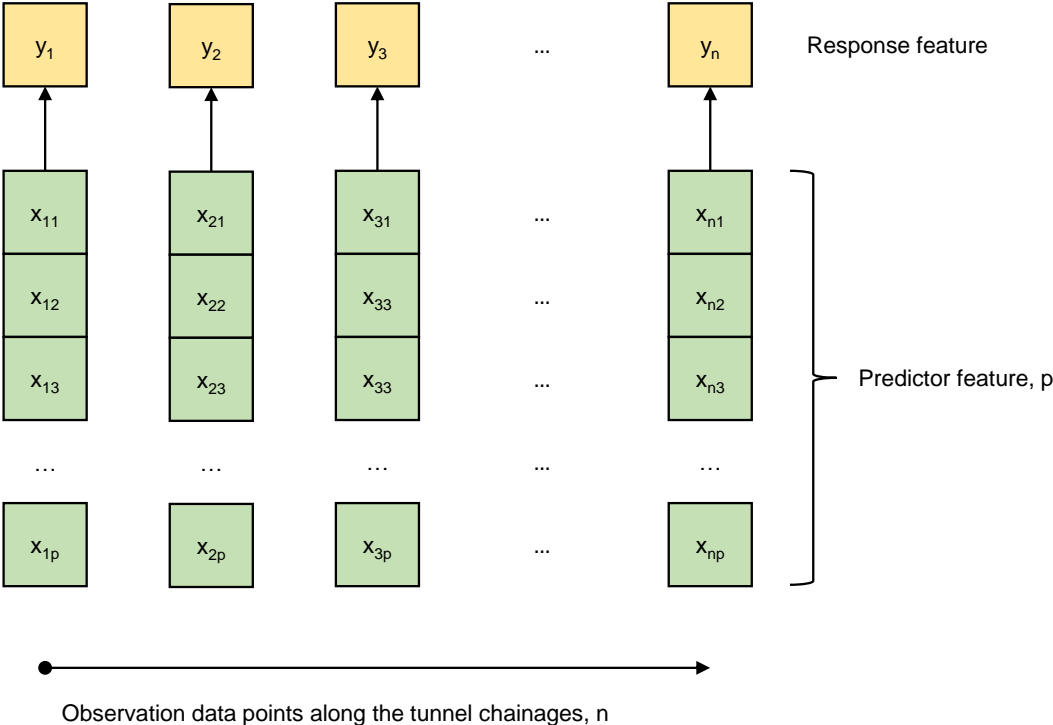 y1 y2 y3 ... yn Response feature
x11 x21 x31 ... xn1
x12 x22 x33 ... xn2
x13 x23 x33 ... xn3 Predictor feature, p
... ... ... ... ...
x1p x2p x3p ... xnp
Observation data points along the tunnel chainages, n